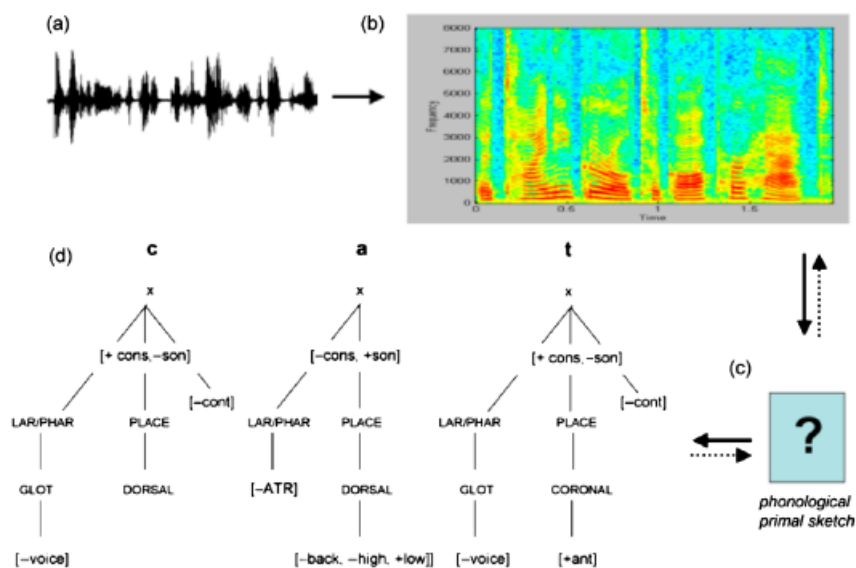 (a)
(b)
8000
7000
6000
5000
4000
3000
2000
1000
0
Frequency
0 0.5 1 1.5
Time
(d) c a t
x x x
[+ cons,–son] [–cons, +son] [+ cons,–son]
(c)
[–cont] [–cont]
LAR/PHAR PLACE LAR/PHAR PLACE LAR/PHAR PLACE
?
GLOT DORSAL [–ATR] DORSAL GLOT CORONAL
phonological
primal sketch
[–voice] [–back, –high, +low]] [–voice] [+ant]